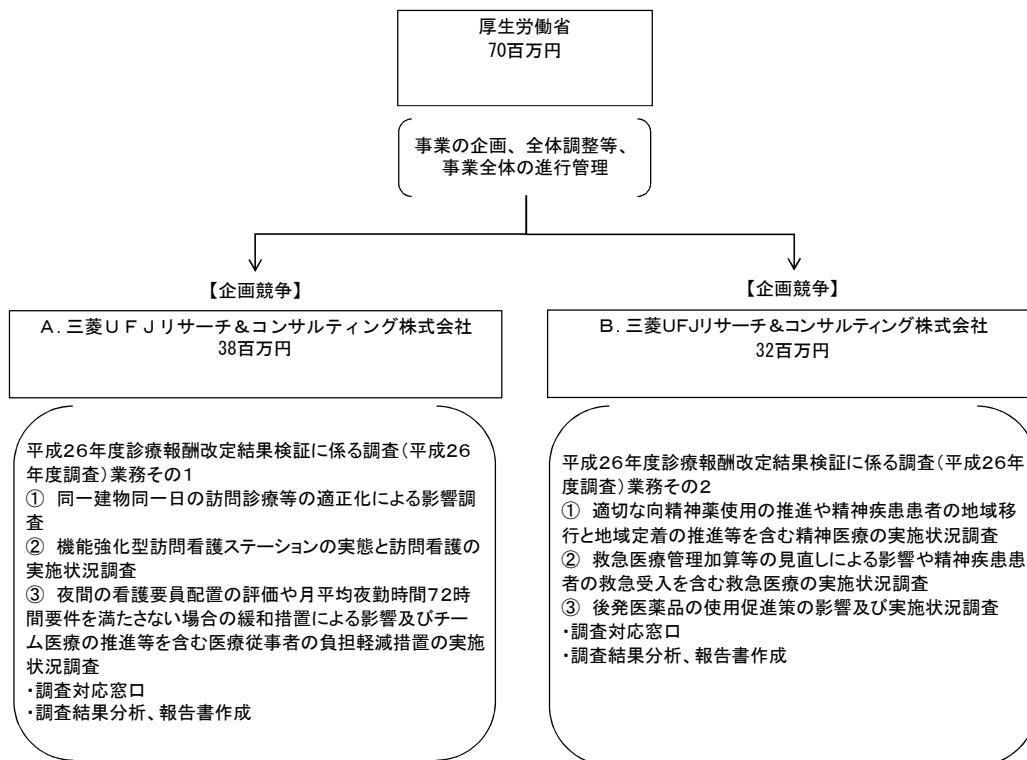 厚生労働省
70百万円
事業の企画、全体調整等、
事業全体の進行管理
【企画競争】
A．三菱ＵＦＪリサーチ＆コンサルティング株式会社
38百万円
平成２６年度診療報酬改定結果検証に係る調査（平成２６
年度調査）業務その１
①　同一建物同一日の訪問診療等の適正化による影響調
査
②　機能強化型訪問看護ステーションの実態と訪問看護の
実施状況調査
③　夜間の看護要員配置の評価や月平均夜勤時間７２時
間要件を満たさない場合の緩和措置による影響及びチー
ム医療の推進等を含む医療従事者の負担軽減措置の実施
状況調査
・調査対応窓口
・調査結果分析、報告書作成
【企画競争】
B．三菱UFJリサーチ＆コンサルティング株式会社
32百万円
平成２６年度診療報酬改定結果検証に係る調査（平成２６年
度調査）業務その２
①　適切な向精神薬使用の推進や精神疾患患者の地域移
行と地域定着の推進等を含む精神医療の実施状況調査
②　救急医療管理加算等の見直しによる影響や精神疾患患
者の救急受入を含む救急医療の実施状況調査
③　後発医薬品の使用促進策の影響及び実施状況調査
・調査対応窓口
・調査結果分析、報告書作成